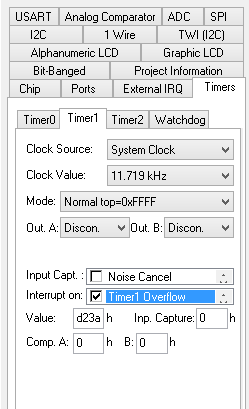 USART Analog Comparator ADC SPI
I2C 1 Wire TWI (I2C)
Alphanumeric LCD Graphic LCD
Bit-Banged Project Information
Chip Ports External IRQ Timers
Timer0 Timer1 Timer2 Watchdog
Clock Source: System Clock
Clock Value: 11.719 kHz
Mode: Normal top=0xFFFF
Out. A: Discon. Out. B: Discon.
Input Capt. : Noise Cancel
Interrupt on: Timer1 Overflow
Value: d23a h Inp. Capture: 0 h
Comp. A: 0 h B: 0 h